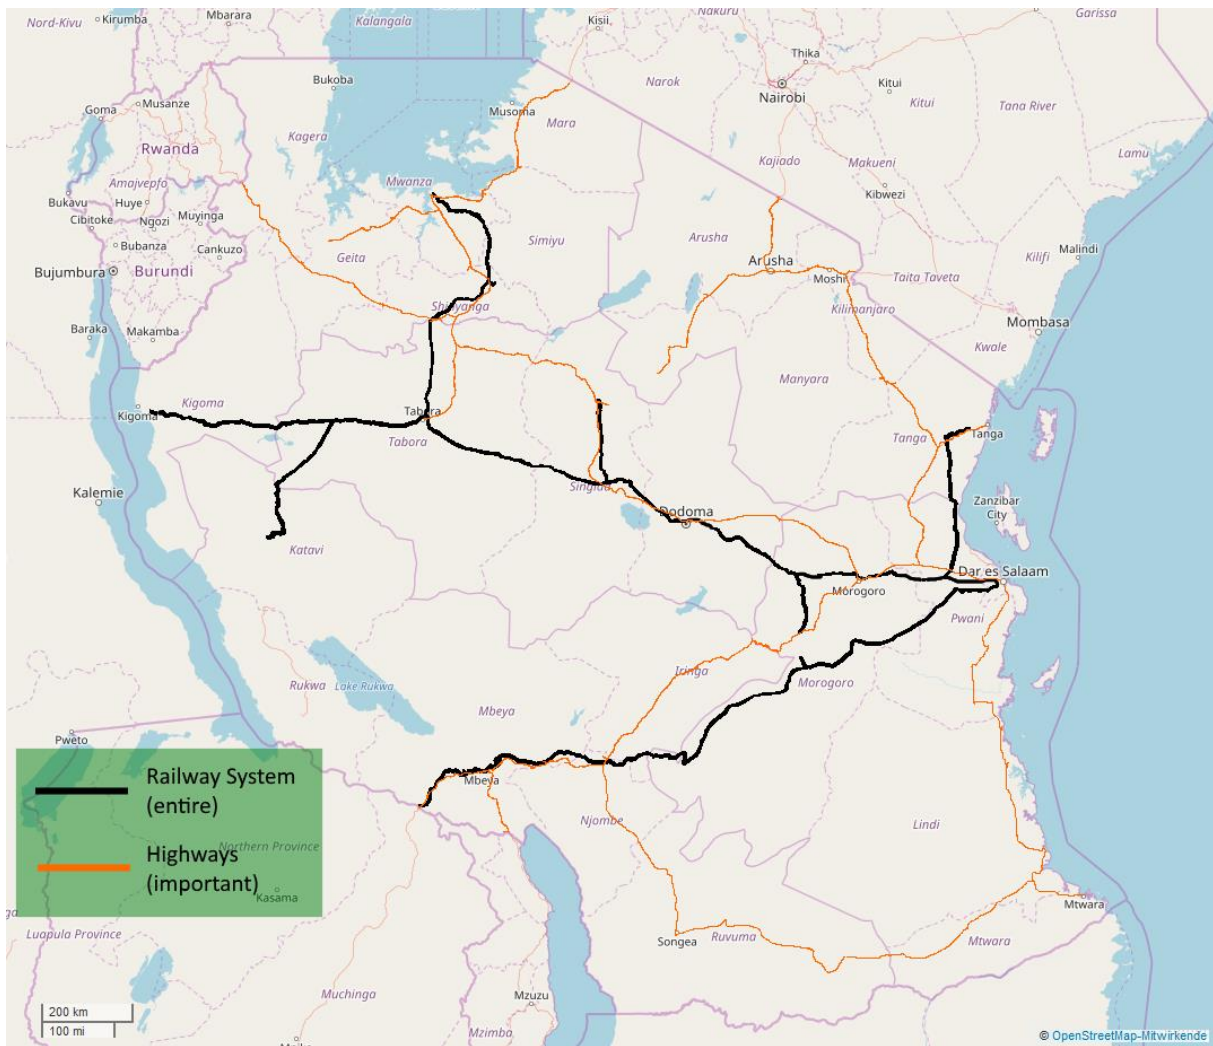 Nord-Kivu
Kirumba
Mbarara
Kalangala
Kisii
Nakuru
Garissa
Thika
Bukoba
Narok
Kitui
Nairobi
Kitui
Tana River
Goma
Musanze
Musoma
Mara
Kagera
Rwanda
Kajiado
Makueni
Lamu
Amajyepfo
Mwanza
Kibwezi
Bukavu
Huye
Cibitoke
Ngozi
Muyinga
Bubanza
Cankuzo
Simiyu
Arusha
Malindi
Geita
Kilifi
Bujumbura
Burundi
Arusha
Moshi
Taita Taveta
Shinyanga
Kilimanjaro
Baraka
Makamba
Mombasa
Kwale
Manyara
Kigoma
Kigoma
Tabora
Tabora
Tanga
Tanga
Kalemie
Singida
Zanzibar
City
Dodoma
Katavi
Dar es Salaam
Morogoro
Pwani
Iringa
Rukwa
Lake Rukwa
Morogoro
Mbeya
Pweto
Railway System
(entire)
Mbeya
Njombe
Lindi
Highways
(important)
Northern Province
Kasama
Mtwara
Luapula Province
Songea
Ruvuma
Mtwara
Muchinga
Mzuzu
200 km
100 mi
Mzimba
© OpenStreetMap-Mitwirkende